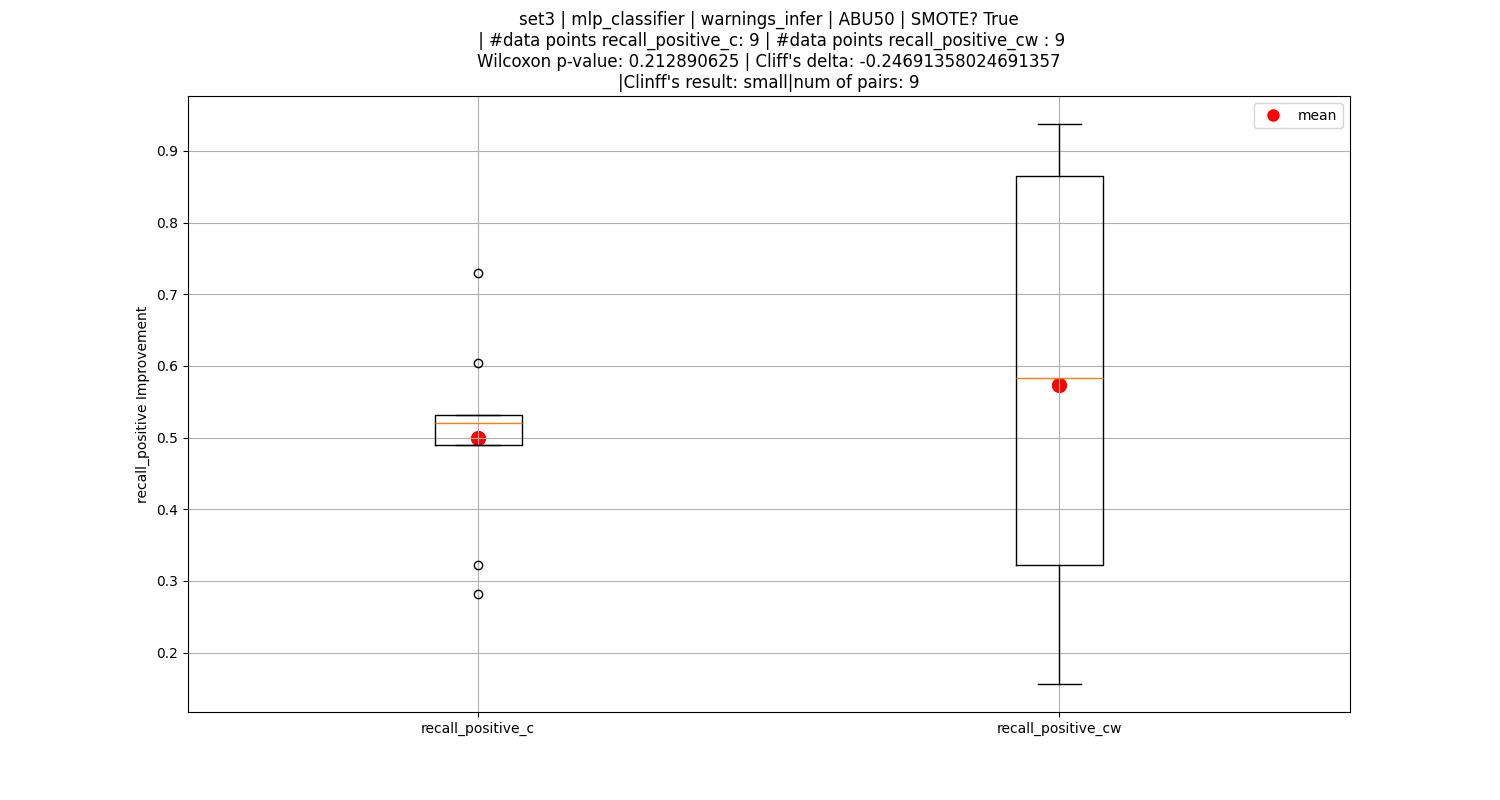 set3 | mlp_classifier | warnings_infer | ABU50 | SMOTE? True
| #data points recall_positive_c: 9 | #data points recall_positive_cw : 9
Wilcoxon p-value: 0.212890625 | Cliff's delta: -0.24691358024691357
|Clinff's result: small|num of pairs: 9
mean
0.9
0.8
0.7
0.6
0.5
0.4
0.3
0.2
recall_positive Improvement
recall_positive_c
recall_positive_cw